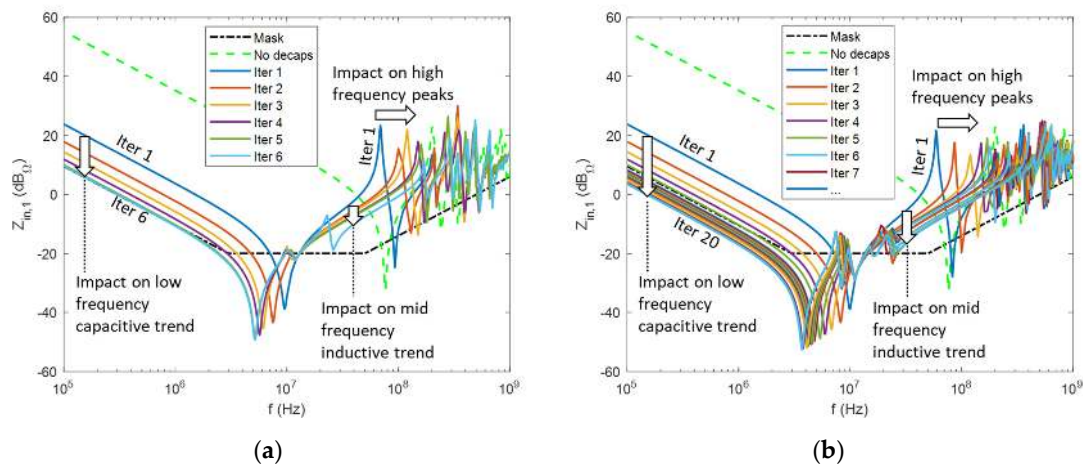 60
40
20
0
-20
-40
-60
Z_in,1 (dB_Ω)
10^5
10^6
10^7
10^8
10^9
f (Hz)
Mask
No decaps
Iter 1
Iter 2
Iter 3
Iter 4
Iter 5
Iter 6
Impact on high
frequency peaks
Iter 1
Iter 1
Iter 6
Impact on low
frequency
capacitive trend
Impact on mid
frequency
inductive trend
(a)
60
40
20
0
-20
-40
-60
Z_in,1 (dB_Ω)
10^5
10^6
10^7
10^8
10^9
f (Hz)
Mask
No decaps
Iter 1
Iter 2
Iter 3
Iter 4
Iter 5
Iter 6
Iter 7
...
Impact on high
frequency peaks
Iter 1
Iter 1
Iter 20
Impact on low
frequency
capacitive trend
Impact on mid
frequency
inductive trend
(b)